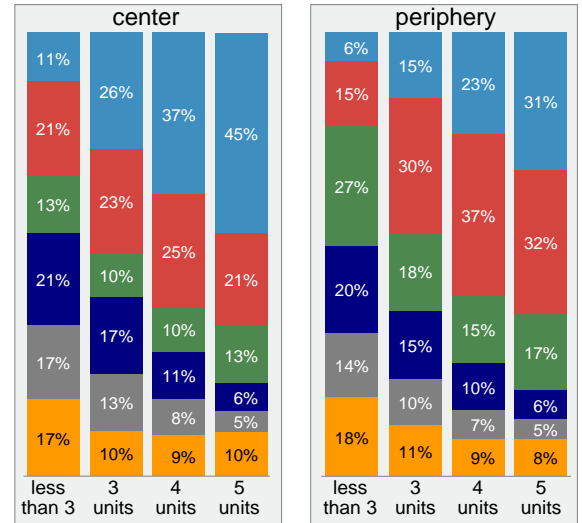 center
11% 26% 37% 45%
21% 23% 25% 21%
13% 10% 10% 13%
21% 17% 11% 6%
17% 13% 8% 5%
17% 10% 9% 10%
less 3 4 5
than 3 units units units
periphery
6% 15% 23% 31%
15% 30% 37% 32%
27% 18% 15% 17%
20% 15% 10% 6%
14% 10% 7% 5%
18% 11% 9% 8%
less 3 4 5
than 3 units units units